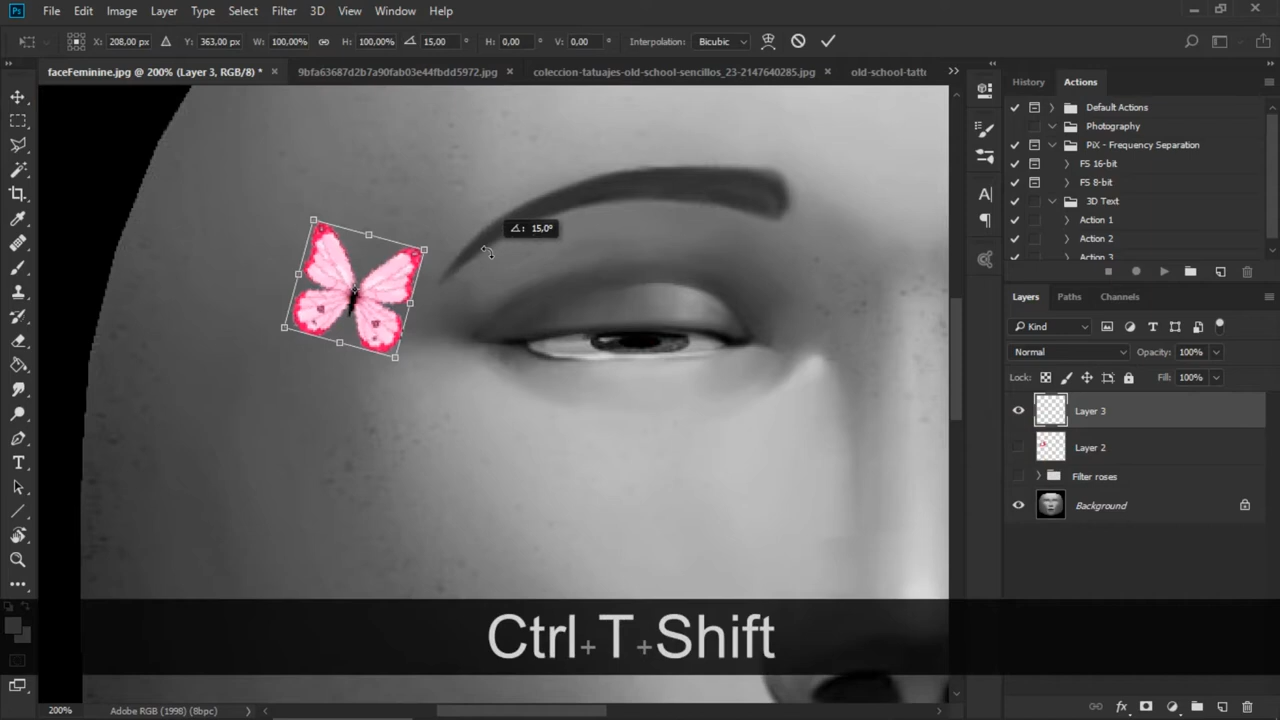 Ps File Edit Image Layer Type Select Filter 3D View Window Help
X: 208,00 px Y: 363,00 px W: 100,00% H: 100,00% 15,00 ° H: 0,00 ° V: 0,00 ° Interpolation: Bicubic
faceFeminine.jpg @ 200% (Layer 3, RGB/8) * × 9bfa63687d2b7a90fab03e44fbdd5972.jpg × coleccion-tatuajes-old-school-sencillos_23-2147640285.jpg × old-school-tatt
History Actions
Default Actions
Photography
PiX - Frequency Separation
FS 16-bit
FS 8-bit
3D Text
Action 1
Action 2
Action 3
15,0°
Layers Paths Channels
Kind
Normal Opacity: 100%
Lock: Fill: 100%
Layer 3
Layer 2
Filter roses
Background
Ctrl+T+Shift
200% Adobe RGB (1998) (8bpc)